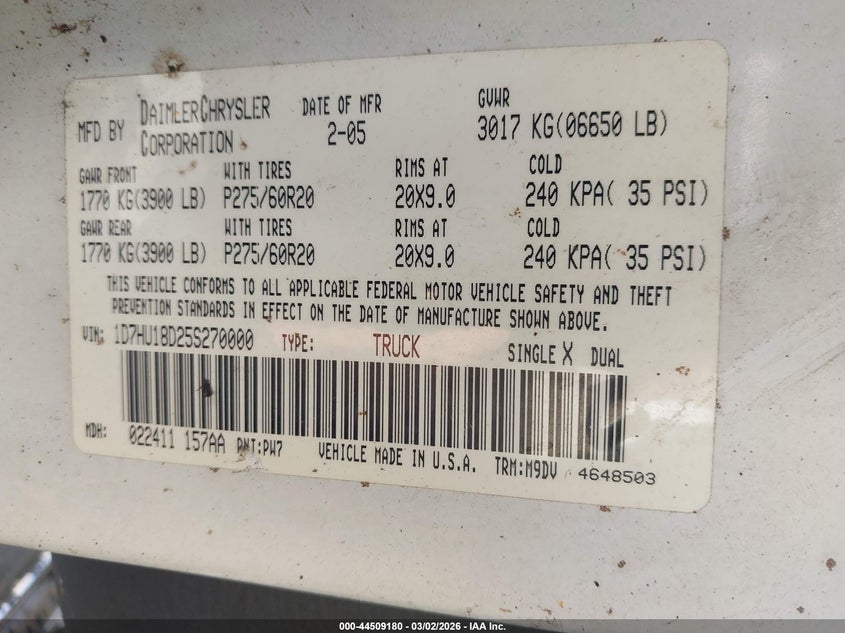 MFD BY DAIMLERCHRYSLER CORPORATION DATE OF MFR 2-05 GVWR 3017 KG(06650 LB)
GAWR FRONT WITH TIRES RIMS AT COLD
1770 KG(3900 LB) P275/60R20 20X9.0 240 KPA( 35 PSI)
GAWR REAR WITH TIRES RIMS AT COLD
1770 KG(3900 LB) P275/60R20 20X9.0 240 KPA( 35 PSI)
THIS VEHICLE CONFORMS TO ALL APPLICABLE FEDERAL MOTOR VEHICLE SAFETY AND THEFT
PREVENTION STANDARDS IN EFFECT ON THE DATE OF MANUFACTURE SHOWN ABOVE.
VIN: 1D7HU18D25S270000 TYPE: TRUCK SINGLE X DUAL
MDH: 022411 157AA PNT:PW7 VEHICLE MADE IN U.S.A. TRM:M9DV 4648503
000-44509180 - 03/02/2026 - IAA Inc.